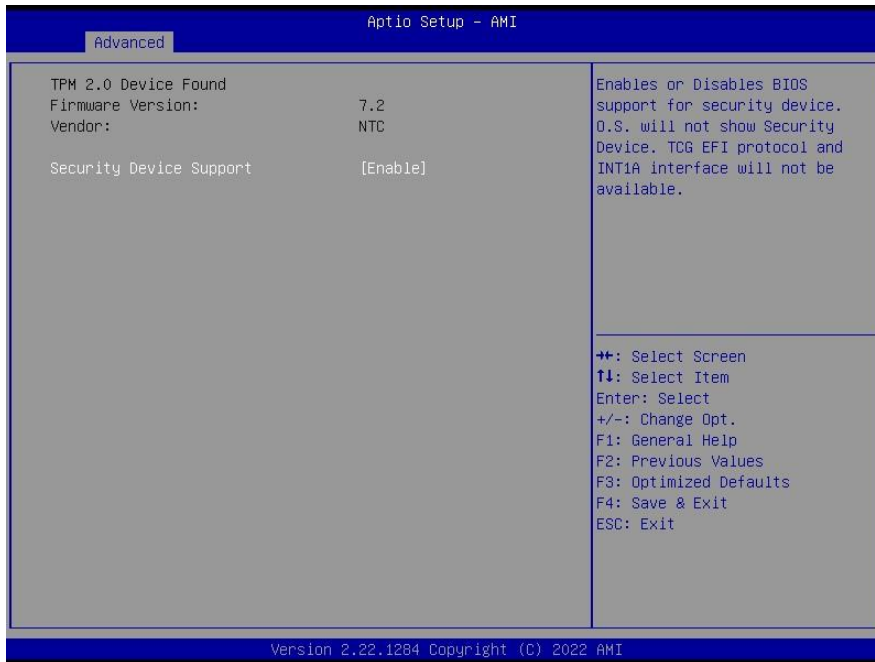 Aptio Setup - AMI
Advanced
TPM 2.0 Device Found
Firmware Version: 7.2
Vendor: NTC
Security Device Support [Enable]
Enables or Disables BIOS
support for security device.
O.S. will not show Security
Device. TCG EFI protocol and
INT1A interface will not be
available.
→←: Select Screen
↑↓: Select Item
Enter: Select
+/-: Change Opt.
F1: General Help
F2: Previous Values
F3: Optimized Defaults
F4: Save & Exit
ESC: Exit
Version 2.22.1284 Copyright (C) 2022 AMI